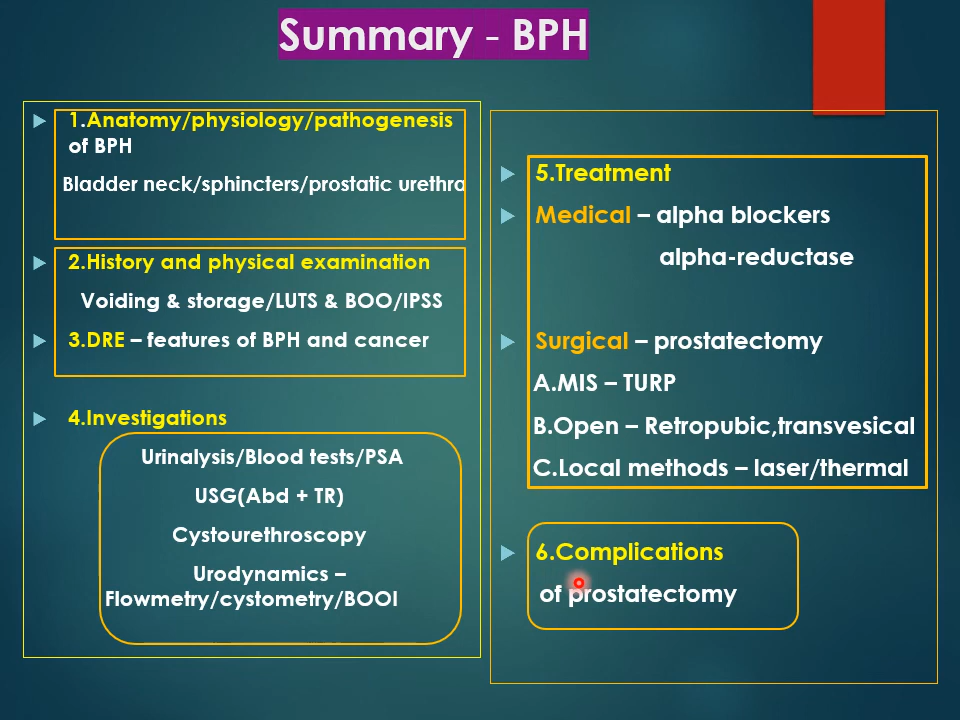 Summary - BPH
1.Anatomy/physiology/pathogenesis
of BPH
Bladder neck/sphincters/prostatic urethra
2.History and physical examination
Voiding & storage/LUTS & BOO/IPSS
3.DRE – features of BPH and cancer
4.Investigations
Urinalysis/Blood tests/PSA
USG(Abd + TR)
Cystourethroscopy
Urodynamics –
Flowmetry/cystometry/BOOI
5.Treatment
Medical – alpha blockers
alpha-reductase
Surgical – prostatectomy
A.MIS – TURP
B.Open – Retropubic,transvesical
C.Local methods – laser/thermal
6.Complications
of prostatectomy